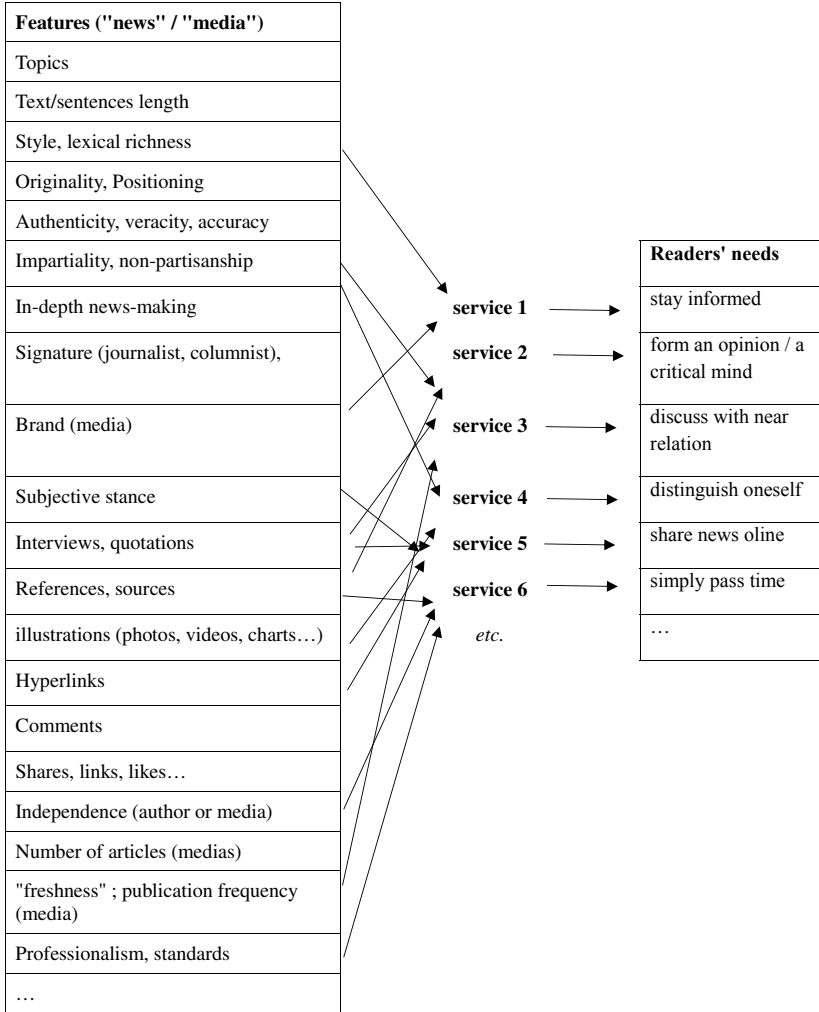 Features ("news" / "media")
Topics
Text/sentences length
Style, lexical richness
Originality, Positioning
Authenticity, veracity, accuracy
Impartiality, non-partisanship
In-depth news-making
Signature (journalist, columnist),
Brand (media)
Subjective stance
Interviews, quotations
References, sources
illustrations (photos, videos, charts…)
Hyperlinks
Comments
Shares, links, likes…
Independence (author or media)
Number of articles (medias)
"freshness" ; publication frequency
(media)
Professionalism, standards
…
service 1
service 2
service 3
service 4
service 5
service 6
etc.
Readers' needs
stay informed
form an opinion / a
critical mind
discuss with near
relation
distinguish oneself
share news oline
simply pass time
…